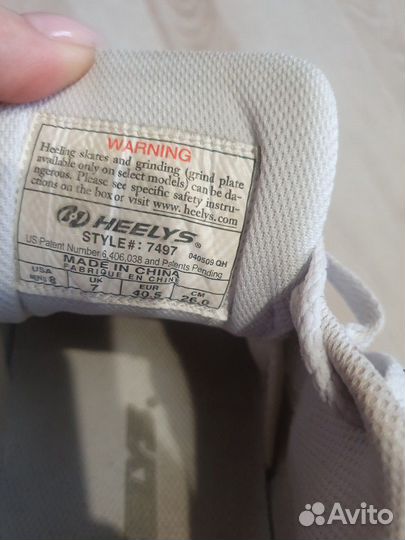 WARNING
Heeling skates and grinding (grind plate
available only on select models) can be da-
ngerous. Please see specific safety instru-
ctions on the box or visit www.heelys.com
HEELYS®
STYLE#: 7497
040509 QH
US Patent Number 6,406,038 and Patents Pending
MADE IN CHINA
FABRIQUE EN CHINE
USA UK EUR CM
MENS 8 7 40.5 26.0
Avito